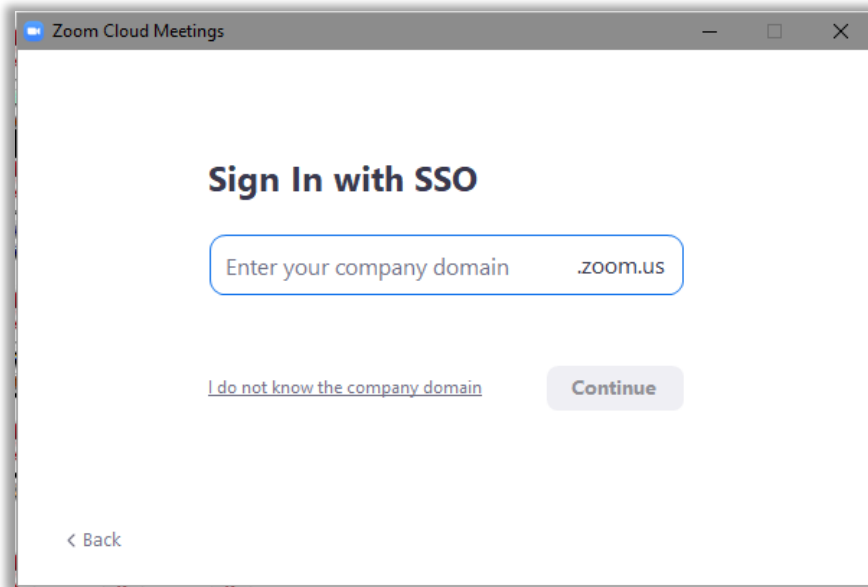 Zoom Cloud Meetings
Sign In with SSO
Enter your company domain .zoom.us
I do not know the company domain Continue
Back